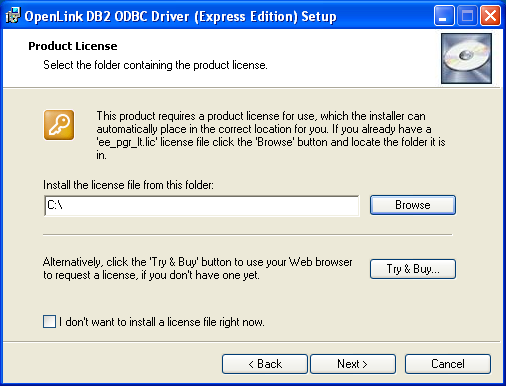 OpenLink DB2 ODBC Driver (Express Edition) Setup
Product License
Select the folder containing the product license.
This product requires a product license for use, which the installer can
automatically place in the correct location for you. If you already have a
'ee_pgr_lt.lic' license file click the 'Browse' button and locate the folder it is
in.
Install the license file from this folder:
C:\
Browse
Alternatively, click the 'Try & Buy' button to use your Web browser
to request a license, if you don't have one yet.
Try & Buy...
I don't want to install a license file right now.
< Back
Next >
Cancel